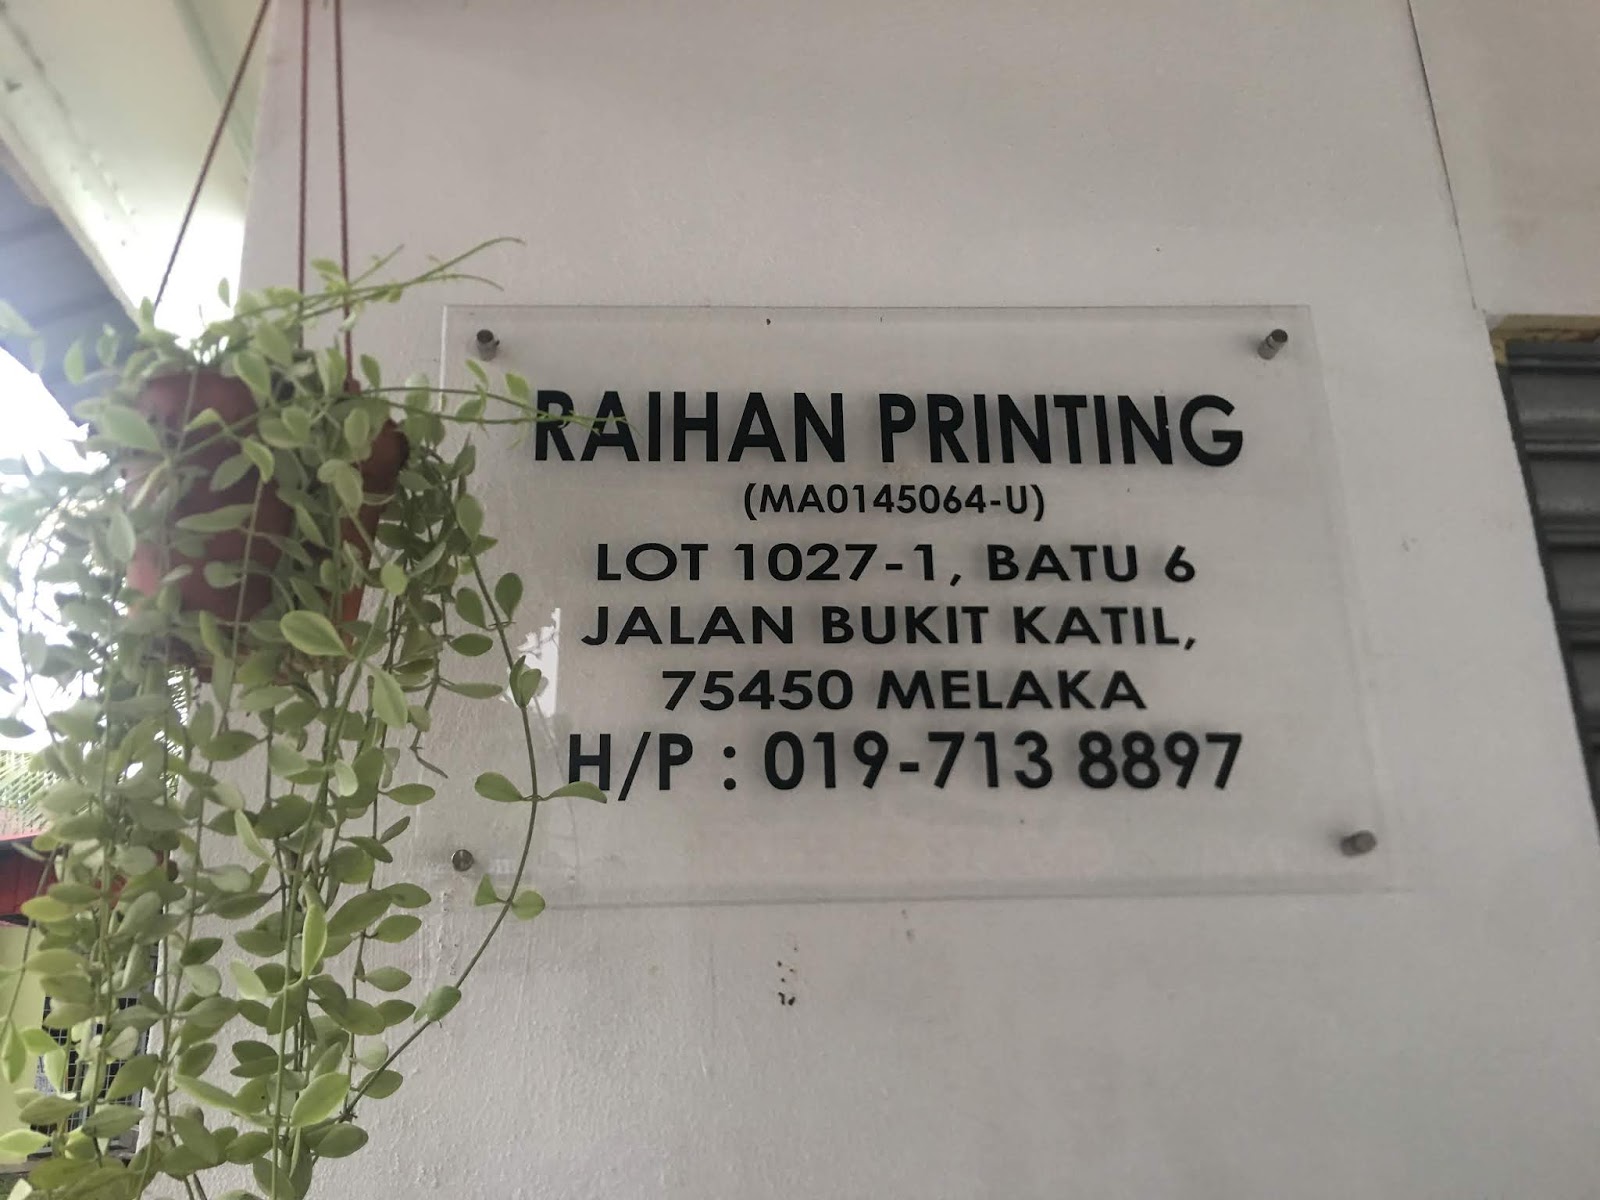 RAIHAN PRINTING
(MA0145064-U)
LOT 1027-1, BATU 6
JALAN BUKIT KATIL,
75450 MELAKA
H/P : 019-713 8897